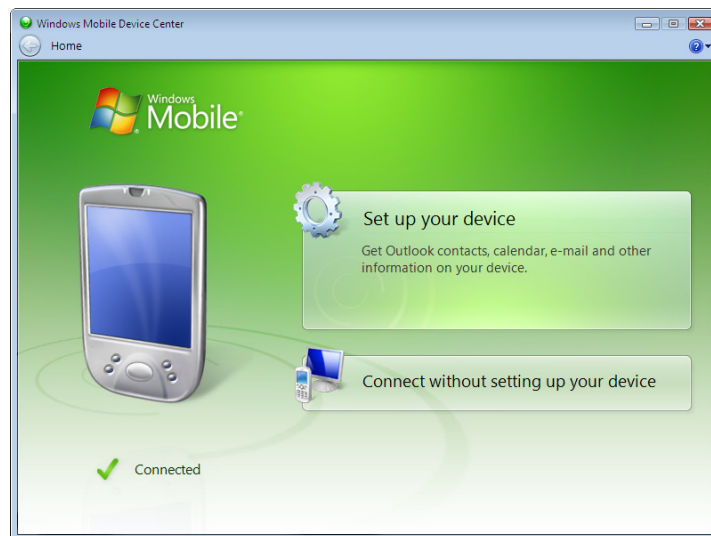 Windows Mobile Device Center
Home
Windows
Mobile
Set up your device
Get Outlook contacts, calendar, e-mail and other
information on your device.
Connect without setting up your device
Connected